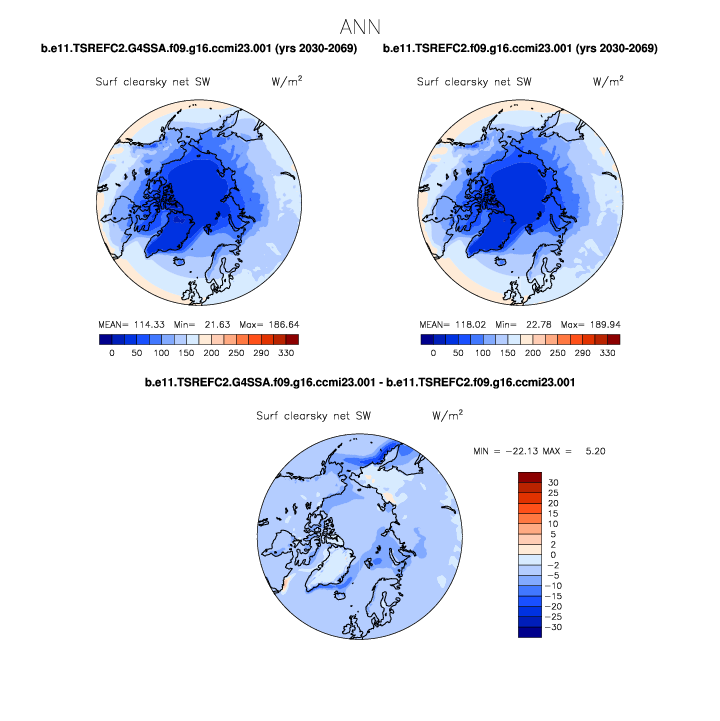 ANN
b.e11.TSREFC2.G4SSA.f09.g16.ccmi23.001 (yrs 2030-2069) b.e11.TSREFC2.f09.g16.ccmi23.001 (yrs 2030-2069)
Surf clearsky net SW W/m² Surf clearsky net SW W/m²
MEAN= 114.33 Min= 21.63 Max= 186.64 MEAN= 118.02 Min= 22.78 Max= 189.94
0 50 100 150 200 250 290 330 0 50 100 150 200 250 290 330
b.e11.TSREFC2.G4SSA.f09.g16.ccmi23.001 - b.e11.TSREFC2.f09.g16.ccmi23.001
Surf clearsky net SW W/m²
MIN = -22.13 MAX = 5.20
30
25
20
15
10
5
2
0
-2
-5
-10
-15
-20
-25
-30